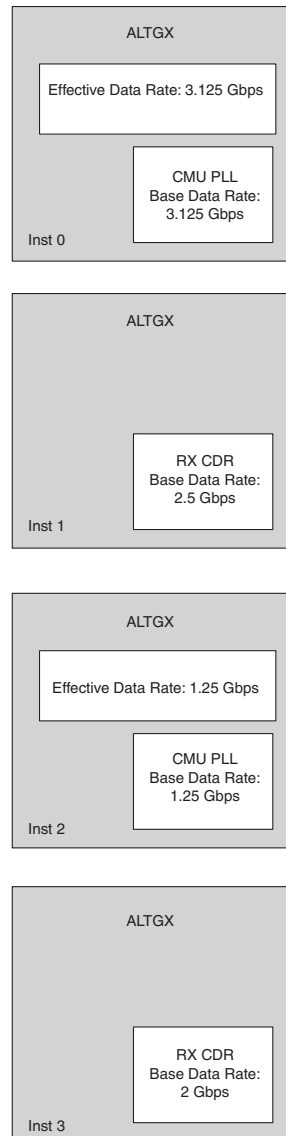 ALTGX
Effective Data Rate: 3.125 Gbps
CMU PLL
Base Data Rate:
3.125 Gbps
Inst 0
ALTGX
RX CDR
Base Data Rate:
2.5 Gbps
Inst 1
ALTGX
Effective Data Rate: 1.25 Gbps
CMU PLL
Base Data Rate:
1.25 Gbps
Inst 2
ALTGX
RX CDR
Base Data Rate:
2 Gbps
Inst 3